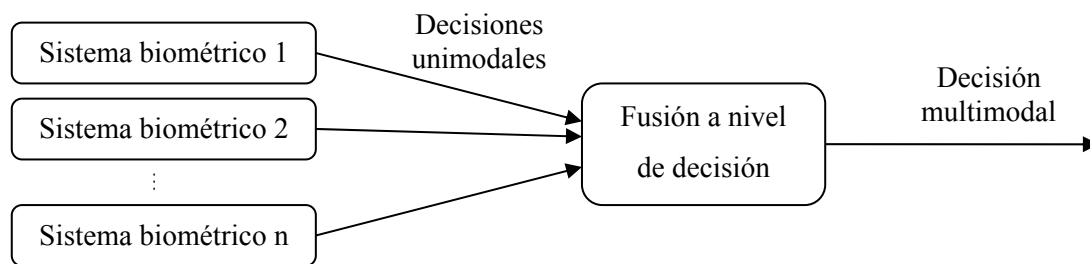 Sistema biométrico 1
Decisiones
unimodales
Sistema biométrico 2
Fusión a nivel
de decisión
Decisión
multimodal
Sistema biométrico n